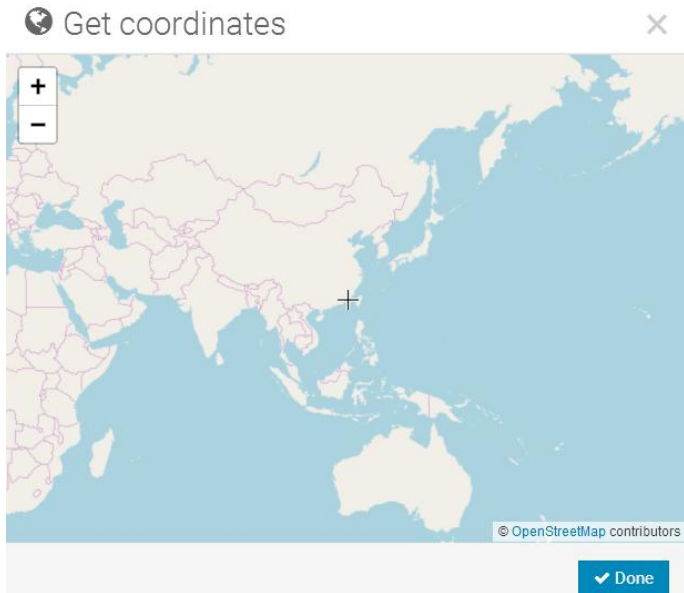 Get coordinates
×
+
−
© OpenStreetMap contributors
Done